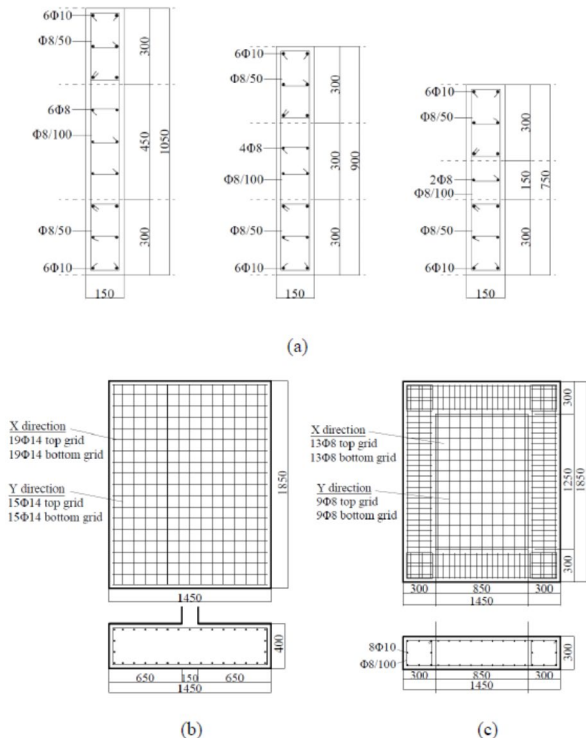 6Φ10
Φ8/50
6Φ8
Φ8/100
Φ8/50
6Φ10
300
450
300
1050
150
6Φ10
Φ8/50
4Φ8
Φ8/100
Φ8/50
6Φ10
300
300
300
900
150
6Φ10
Φ8/50
2Φ8
Φ8/100
Φ8/50
6Φ10
300
150
300
750
150
(a)
X direction
19Φ14 top grid
19Φ14 bottom grid
Y direction
15Φ14 top grid
15Φ14 bottom grid
1850
1450
400
650 150 650
1450
(b)
X direction
13Φ8 top grid
13Φ8 bottom grid
Y direction
9Φ8 top grid
9Φ8 bottom grid
300
1250
300
1850
300 850 300
1450
8Φ10
Φ8/100
300
300 850 300
1450
(c)